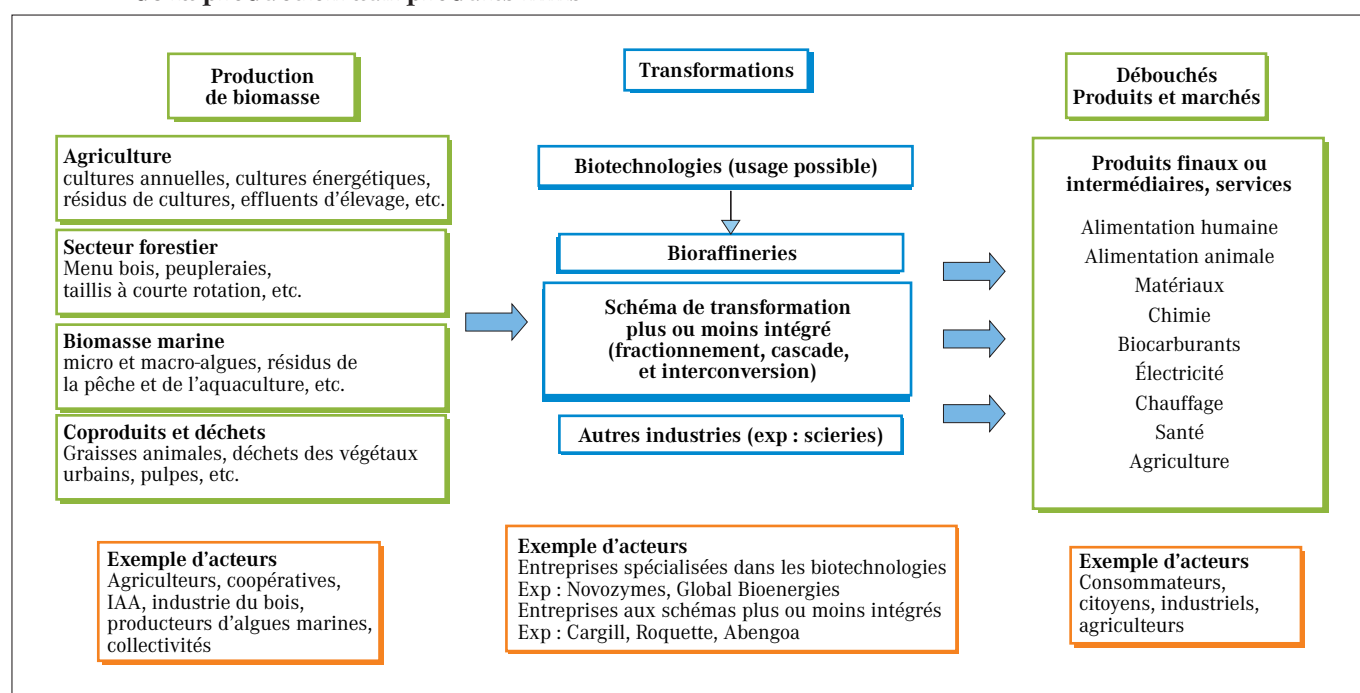 de la production aux produits finis
Production
de biomasse
Agriculture
cultures annuelles, cultures énergétiques,
résidus de cultures, effluents d'élevage, etc.
Secteur forestier
Menu bois, peupleraies,
taillis à courte rotation, etc.
Biomasse marine
micro et macro-algues, résidus de
la pêche et de l'aquaculture, etc.
Coproduits et déchets
Graisses animales, déchets des végétaux
urbains, pulpes, etc.
Exemple d'acteurs
Agriculteurs, coopératives,
IAA, industrie du bois,
producteurs d'algues marines,
collectivités
Transformations
Biotechnologies (usage possible)
Bioraffineries
Schéma de transformation
plus ou moins intégré
(fractionnement, cascade,
et interconversion)
Autres industries (exp : scieries)
Exemple d'acteurs
Entreprises spécialisées dans les biotechnologies
Exp : Novozymes, Global Bioenergies
Entreprises aux schémas plus ou moins intégrés
Exp : Cargill, Roquette, Abengoa
Débouchés
Produits et marchés
Produits finaux ou
intermédiaires, services
Alimentation humaine
Alimentation animale
Matériaux
Chimie
Biocarburants
Électricité
Chauffage
Santé
Agriculture
Exemple d'acteurs
Consommateurs,
citoyens, industriels,
agriculteurs